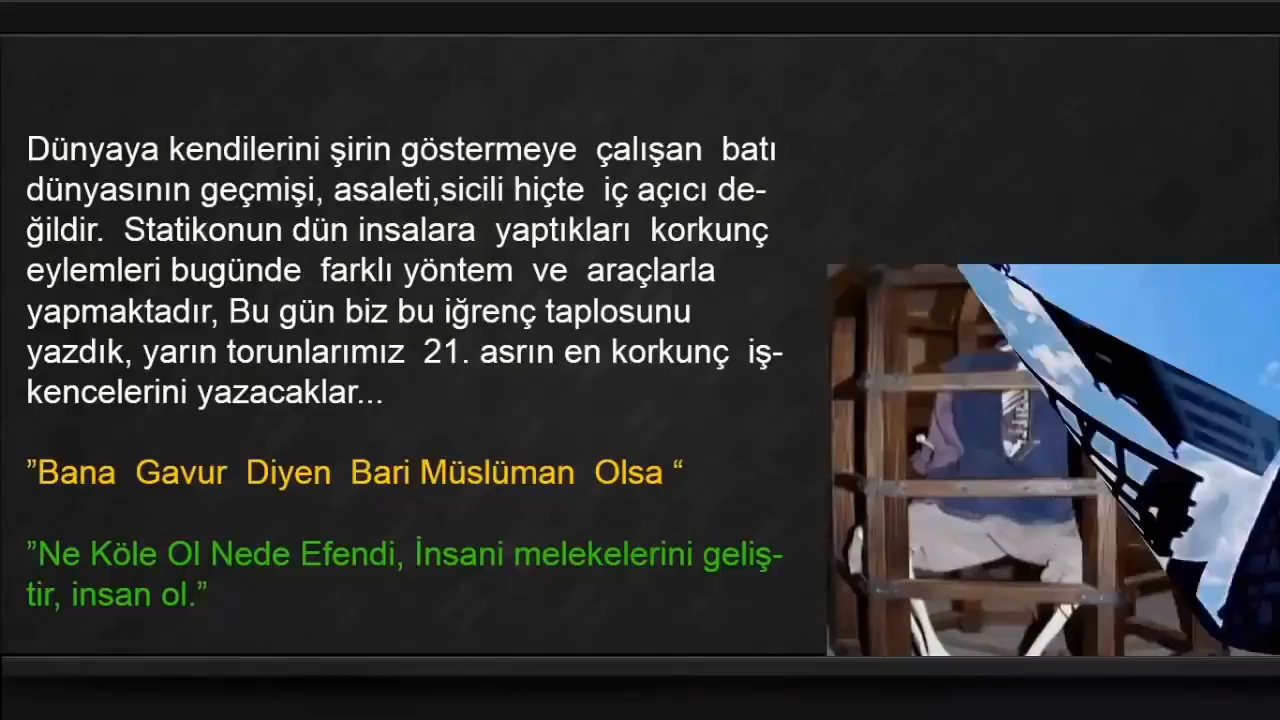 Dünyaya kendilerini şirin göstermeye çalışan batı
dünyasının geçmişi, asaleti,sicili hiçte iç açıcı de-
ğildir. Statikonun dün insalara yaptıkları korkunç
eylemleri bugünde farklı yöntem ve araçlarla
yapmaktadır, Bu gün biz bu iğrenç taplosunu
yazdık, yarın torunlarımız 21. asrın en korkunç iş-
kencelerini yazacaklar...
”Bana Gavur Diyen Bari Müslüman Olsa “
”Ne Köle Ol Nede Efendi, İnsani melekelerini geliş-
tir, insan ol.”